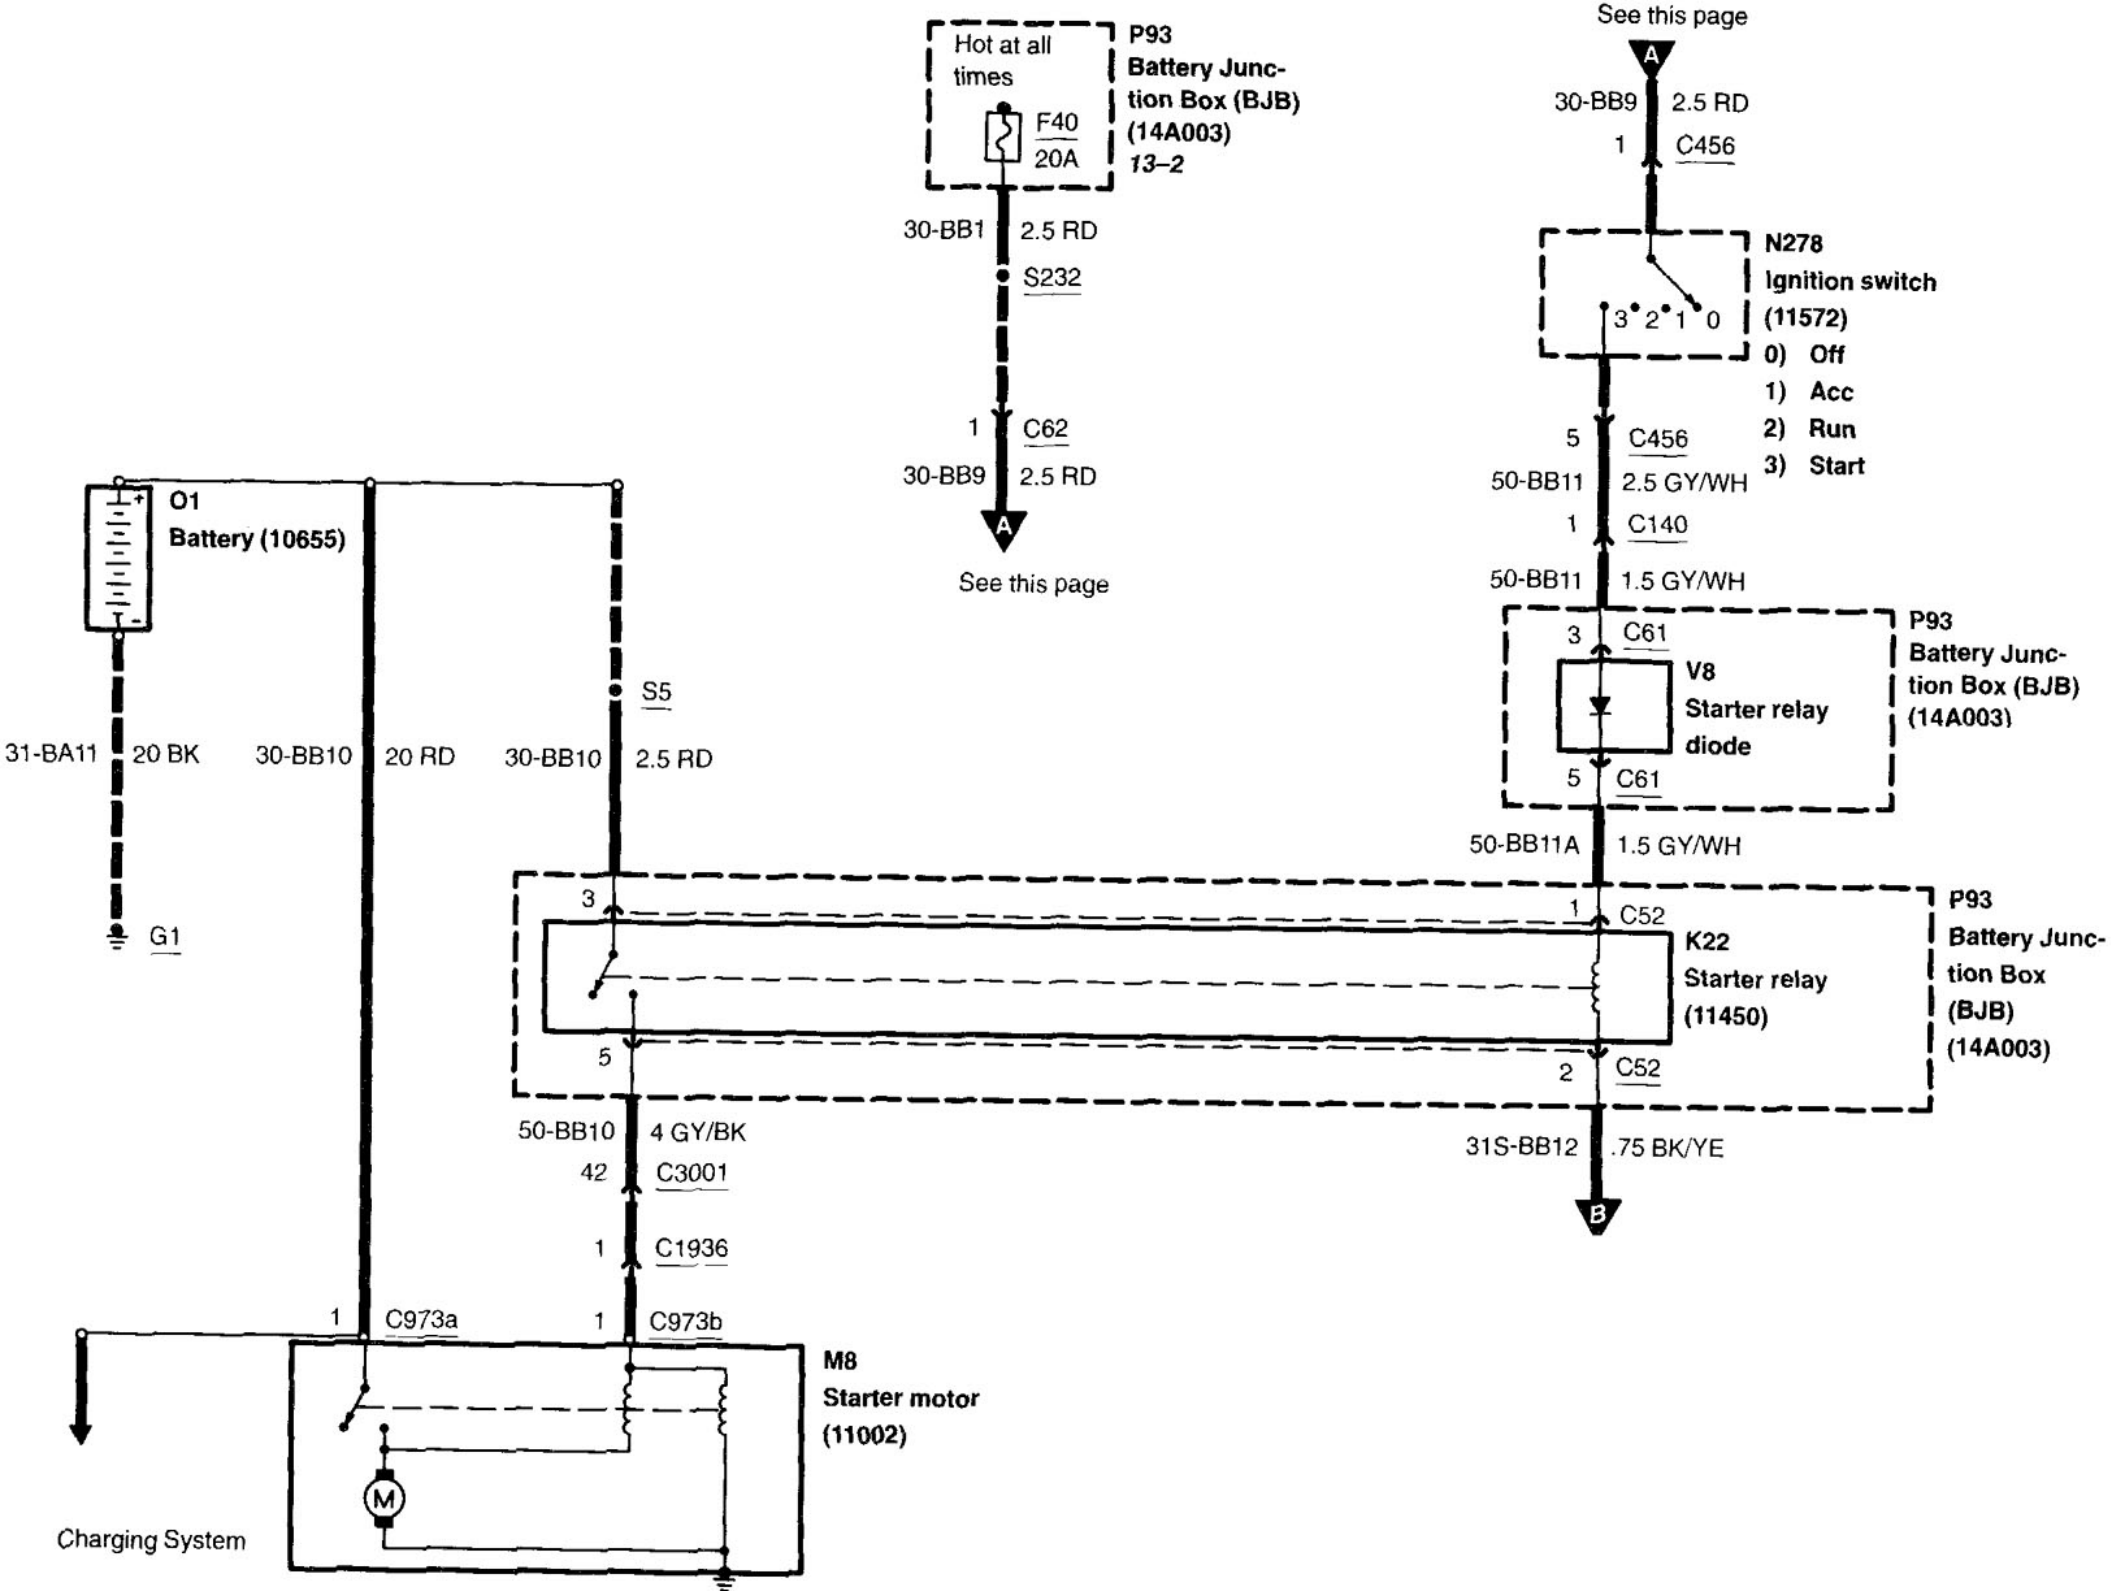 See this page
A
30-BB9 2.5 RD
1 C456
Hot at all
times
F40
20A
P93
Battery Junc-
tion Box (BJB)
(14A003)
13–2
30-BB1 2.5 RD
S232
1 C62
30-BB9 2.5 RD
A
See this page
3 2 1 0
N278
Ignition switch
(11572)
0) Off
1) Acc
2) Run
3) Start
5 C456
50-BB11 2.5 GY/WH
1 C140
50-BB11 1.5 GY/WH
3 C61
V8
Starter relay
diode
5 C61
P93
Battery Junc-
tion Box (BJB)
(14A003)
50-BB11A 1.5 GY/WH
+
-
O1
Battery (10655)
31-BA11 20 BK
G1
30-BB10 20 RD
S5
30-BB10 2.5 RD
3
1 C52
K22
Starter relay
(11450)
5
2 C52
P93
Battery Junc-
tion Box
(BJB)
(14A003)
50-BB10 4 GY/BK
42 C3001
1 C1936
31S-BB12 .75 BK/YE
B
1 C973a
1 C973b
M8
Starter motor
(11002)
M
Charging System